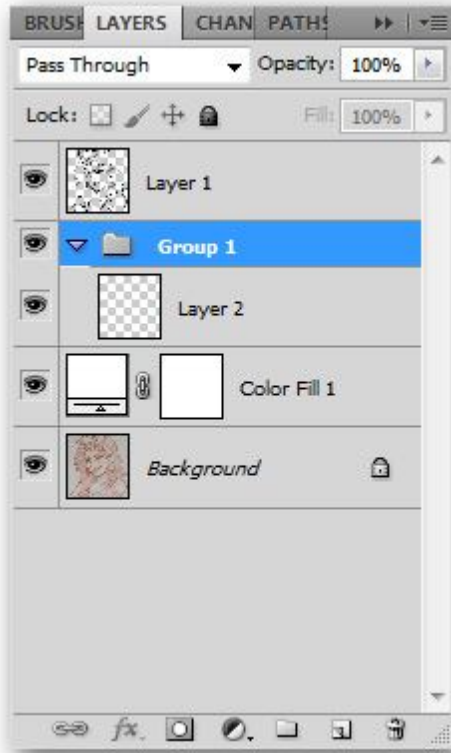 BRUSH LAYERS CHAN PATHS
Pass Through Opacity: 100%
Lock: Fill: 100%
Layer 1
Group 1
Layer 2
Color Fill 1
Background
fx.